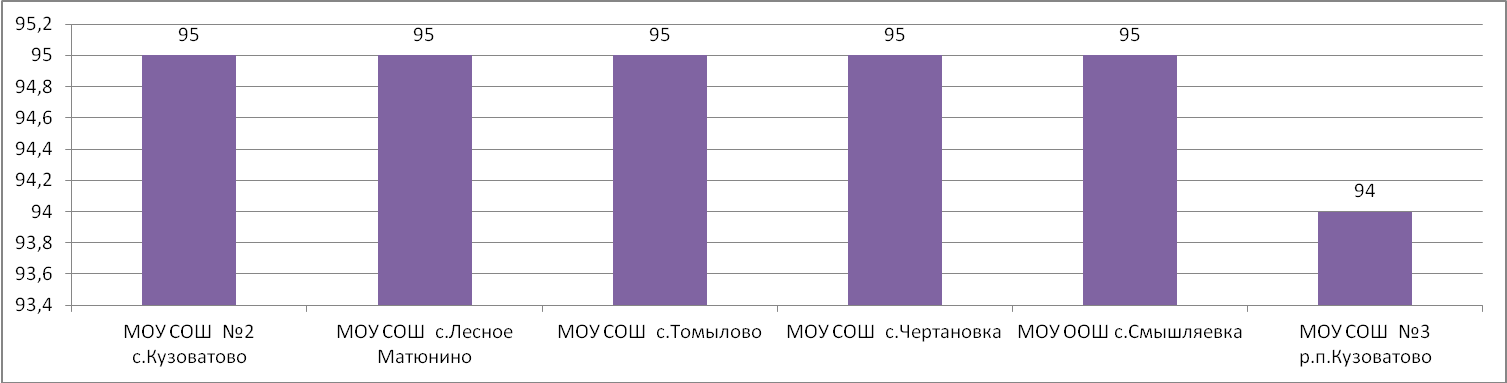 95,2
95
94,8
94,6
94,4
94,2
94
93,8
93,6
93,4
95
95
95
95
95
94
МОУ СОШ №2
с.Кузоватово
МОУ СОШ с.Лесное
Матюнино
МОУ СОШ с.Томылово
МОУ СОШ с.Чертановка
МОУ ООШ с.Смышляевка
МОУ СОШ №3
р.п.Кузоватово